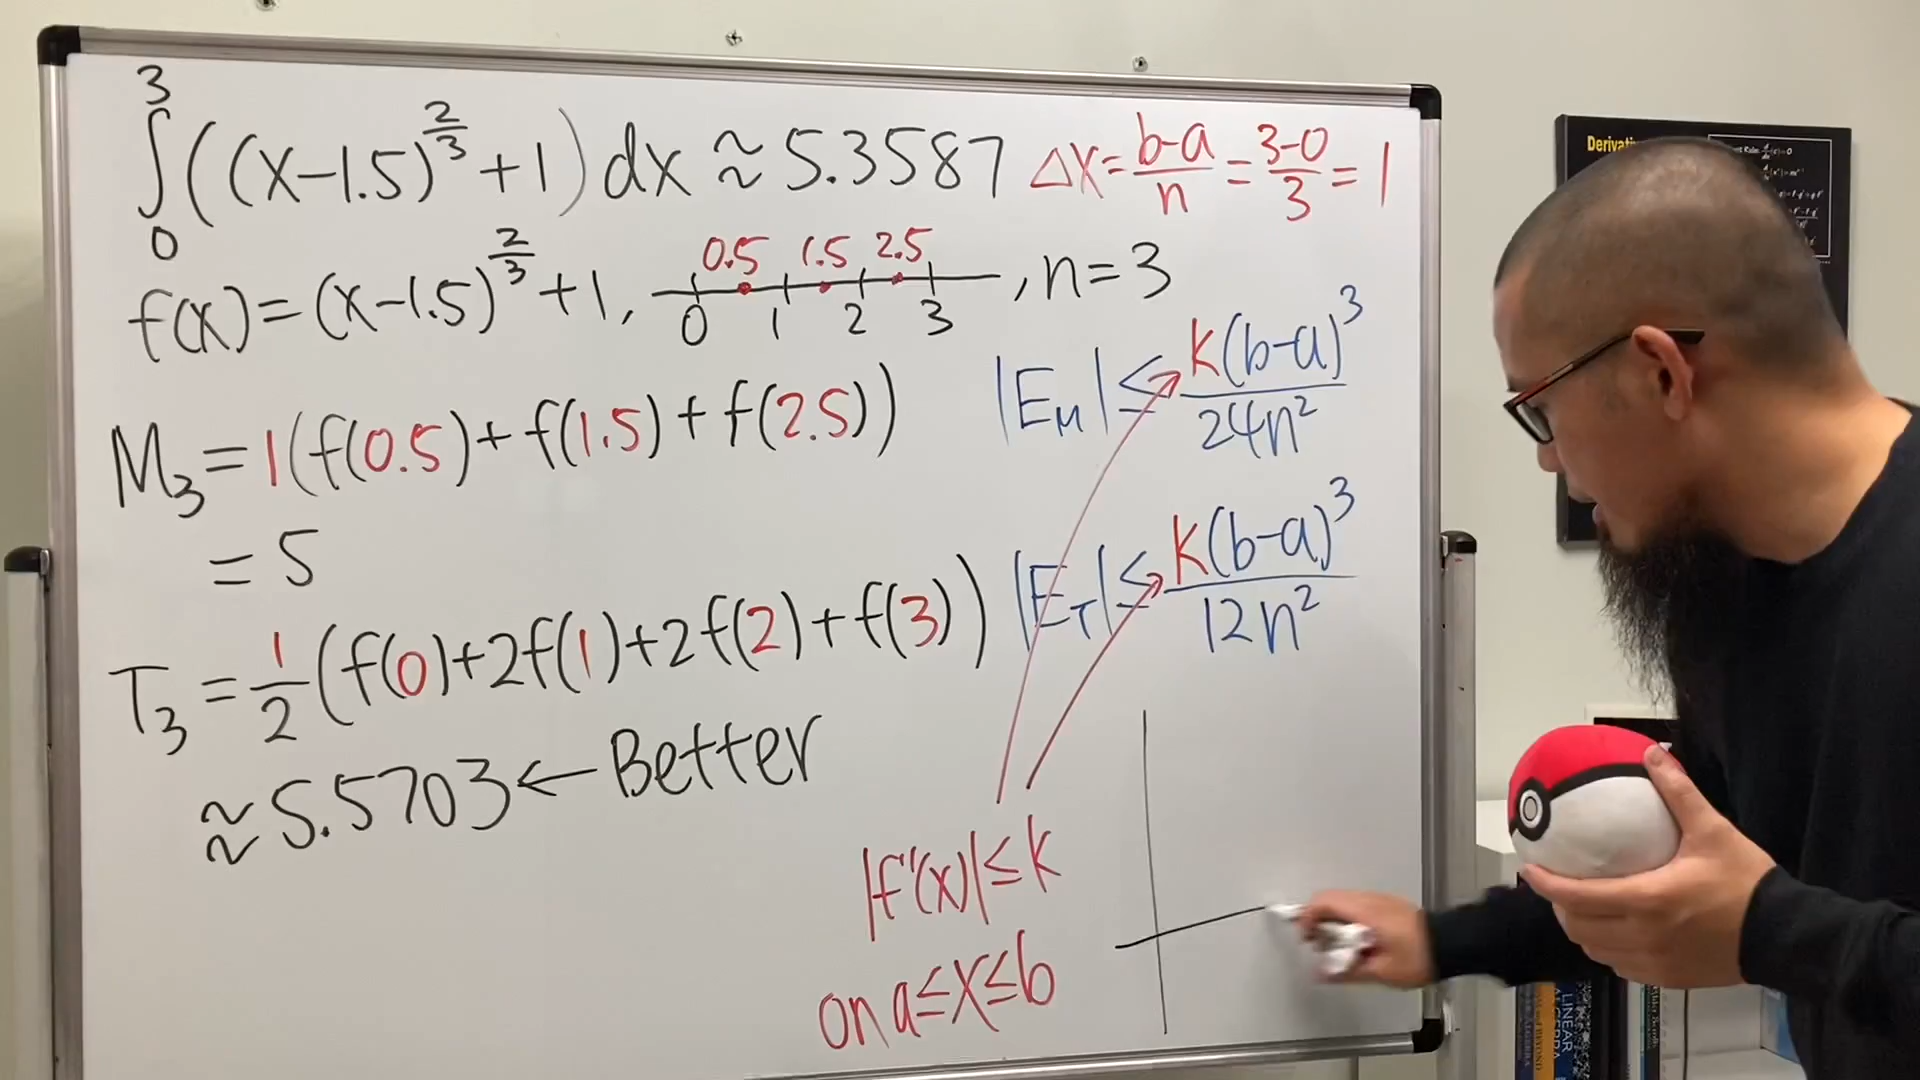 ∫₀³ ((x-1.5)^(2/3) + 1) dx ≈ 5.3587
Δx = (b-a)/n = (3-0)/3 = 1
f(x) = (x-1.5)^(2/3) + 1, 0 1 2 3 , n = 3
0.5 1.5 2.5
M₃ = 1(f(0.5) + f(1.5) + f(2.5))
= 5
T₃ = 1/2 (f(0) + 2f(1) + 2f(2) + f(3))
≈ 5.5703 ← Better
|E_M| ≤ k(b-a)³/24n²
|E_T| ≤ k(b-a)³/12n²
|f''(x)| ≤ k
on a ≤ x ≤ b
LINEAR
ALGEBRA